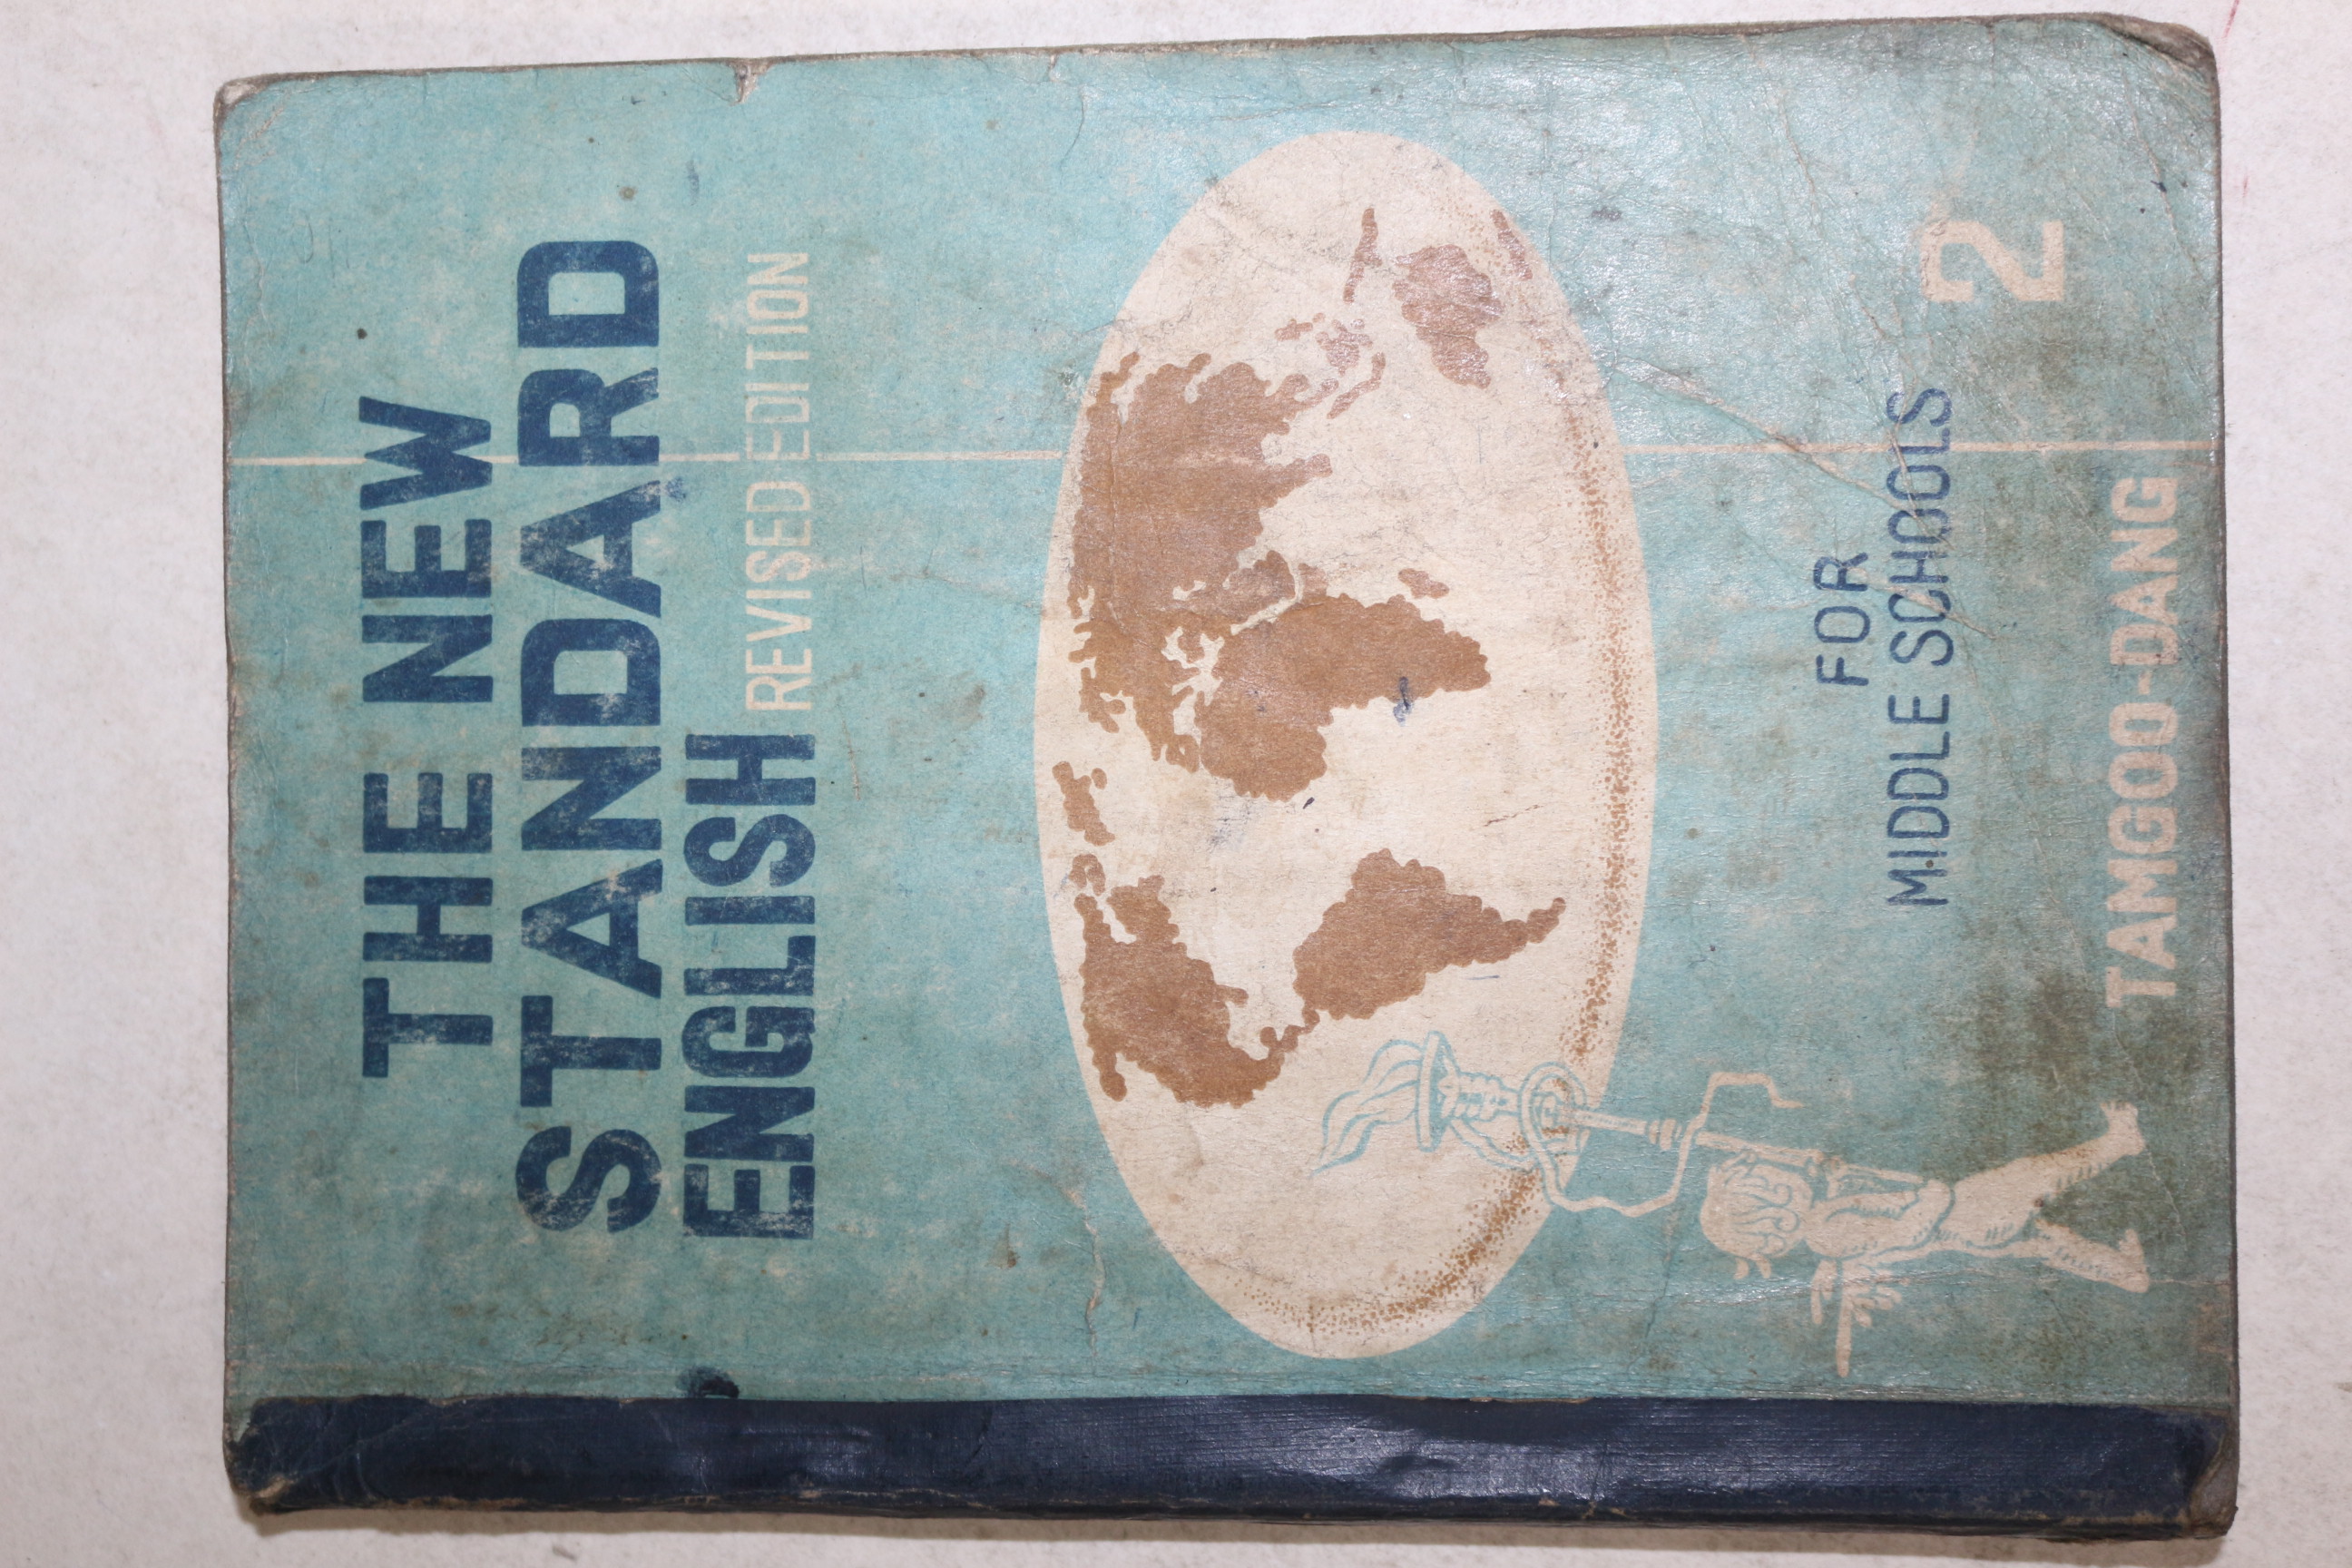 THE NEW
STANDARD
ENGLISH REVISED EDITION
FOR
MIDDLE SCHOOLS 2
TAMGOO-DANG